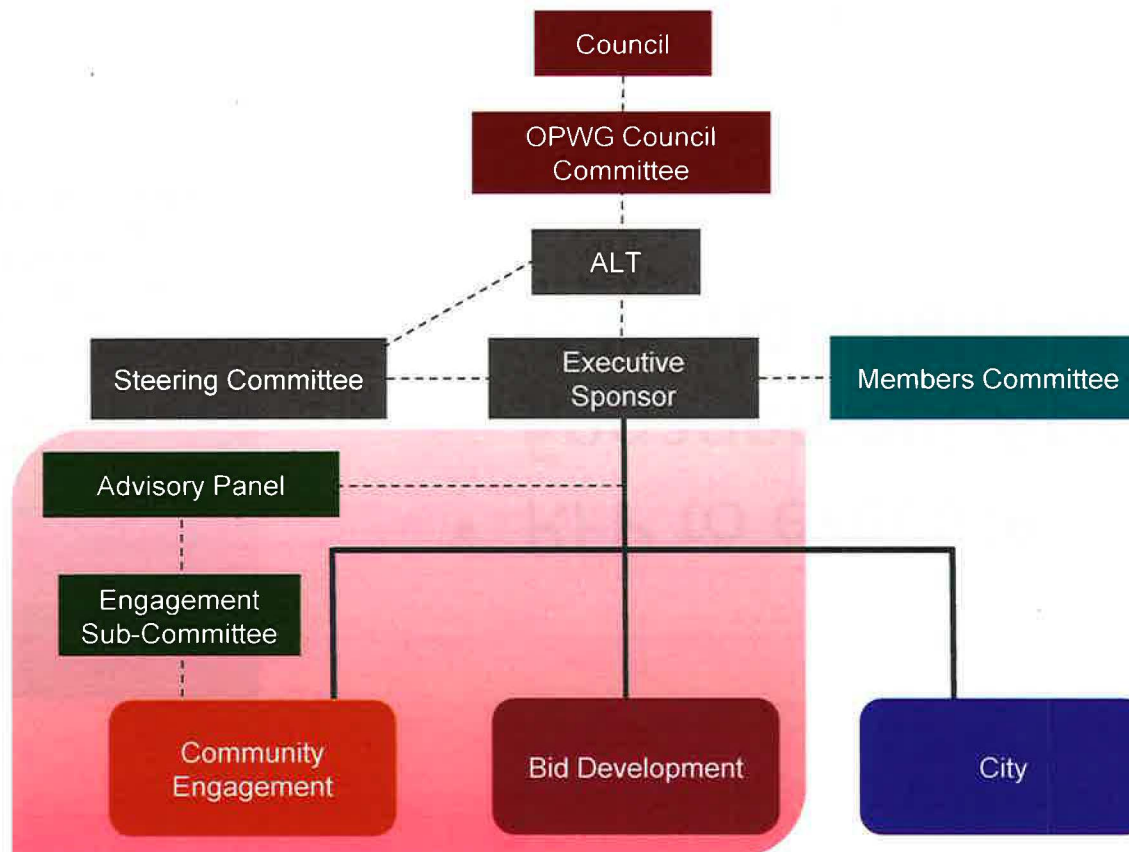 Council
OPWG Council
Committee
ALT
Steering Committee
Executive
Sponsor
Members Committee
Advisory Panel
Engagement
Sub-Committee
Community
Engagement
Bid Development
City